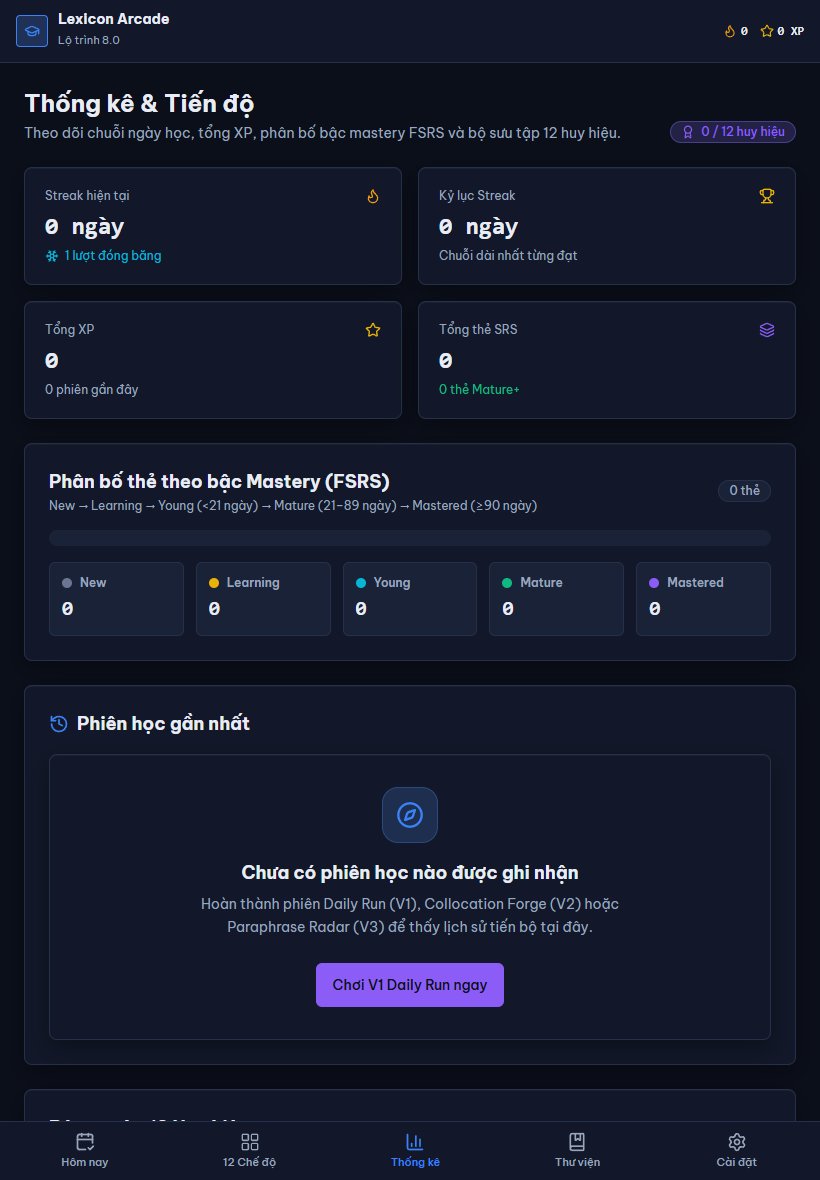 Lexicon Arcade
Lộ trình 8.0
0
0 XP
Thống kê & Tiến độ
Theo dõi chuỗi ngày học, tổng XP, phân bố bậc mastery FSRS và bộ sưu tập 12 huy hiệu.
0 / 12 huy hiệu
Streak hiện tại
0 ngày
1 lượt đóng băng
Kỷ lục Streak
0 ngày
Chuỗi dài nhất từng đạt
Tổng XP
0
0 phiên gần đây
Tổng thẻ SRS
0
0 thẻ Mature+
Phân bố thẻ theo bậc Mastery (FSRS)
New → Learning → Young (<21 ngày) → Mature (21–89 ngày) → Mastered (≥90 ngày)
0 thẻ
New
0
Learning
0
Young
0
Mature
0
Mastered
0
Phiên học gần nhất
Chưa có phiên học nào được ghi nhận
Hoàn thành phiên Daily Run (V1), Collocation Forge (V2) hoặc
Paraphrase Radar (V3) để thấy lịch sử tiến bộ tại đây.
Chơi V1 Daily Run ngay
Hôm nay
12 Chế độ
Thống kê
Thư viện
Cài đặt